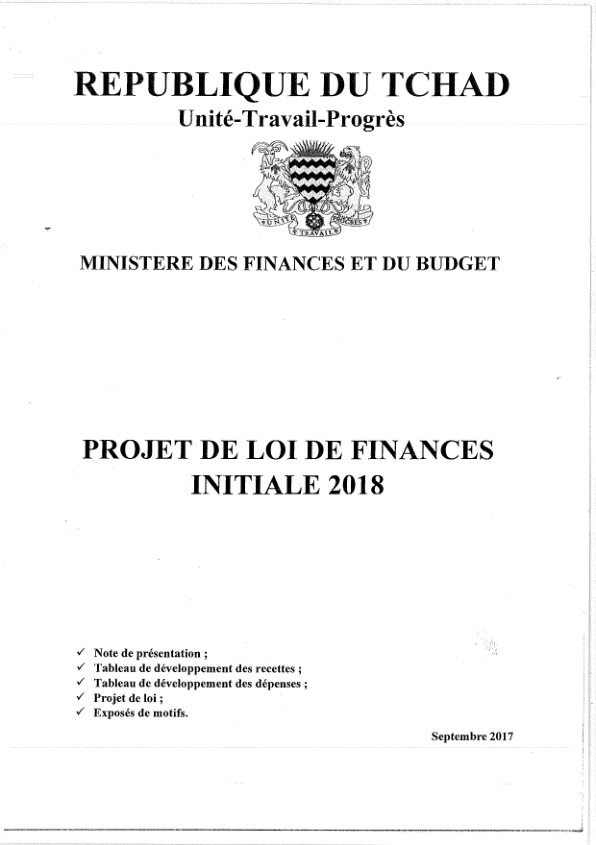 REPUBLIQUE DU TCHAD
Unité-Travail-Progrès
UNITE
TRAVAIL
PROGRES
MINISTERE DES FINANCES ET DU BUDGET
PROJET DE LOI DE FINANCES
INITIALE 2018
✓ Note de présentation ;
✓ Tableau de développement des recettes ;
✓ Tableau de développement des dépenses ;
✓ Projet de loi ;
✓ Exposés de motifs.
Septembre 2017